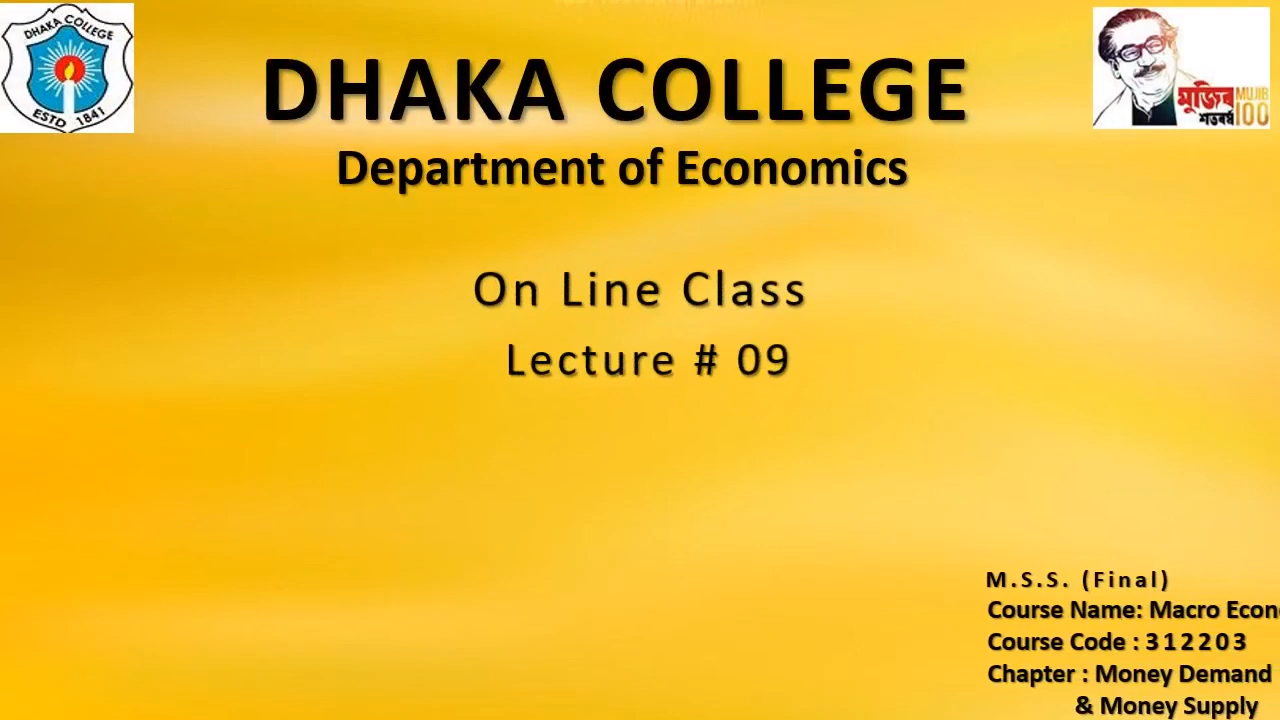 DHAKA COLLEGE
ESTD 1841
মুজিব MUJIB
শতবর্ষ 100
DHAKA COLLEGE
Department of Economics
On Line Class
Lecture # 09
M.S.S. (Final)
Course Name: Macro Econ
Course Code : 312203
Chapter : Money Demand
& Money Supply